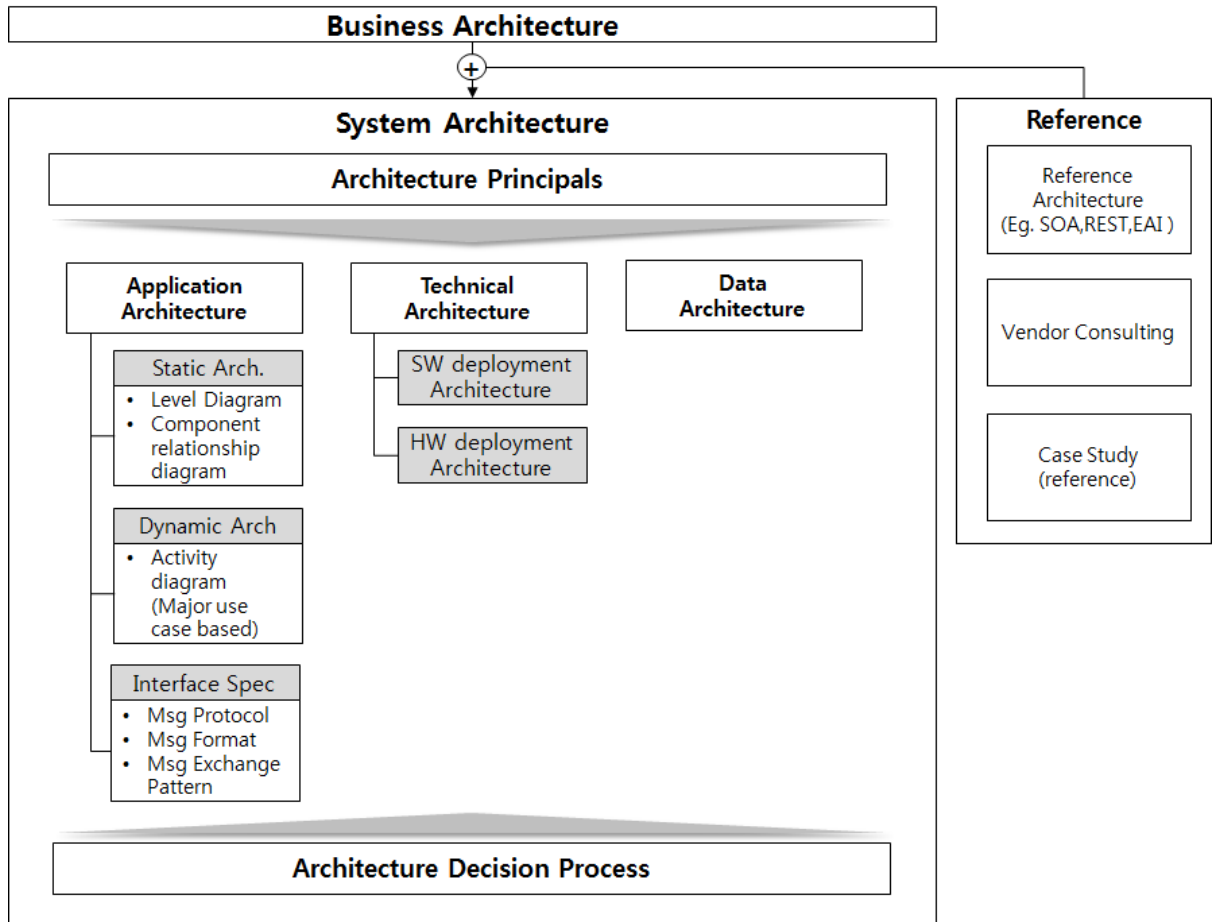 Business Architecture
+
System Architecture
Architecture Principals
Application
Architecture
Static Arch.
• Level Diagram
• Component
relationship
diagram
Dynamic Arch
• Activity
diagram
(Major use
case based)
Interface Spec
• Msg Protocol
• Msg Format
• Msg Exchange
Pattern
Technical
Architecture
SW deployment
Architecture
HW deployment
Architecture
Data
Architecture
Architecture Decision Process
Reference
Reference
Architecture
(Eg. SOA,REST,EAI )
Vendor Consulting
Case Study
(reference)